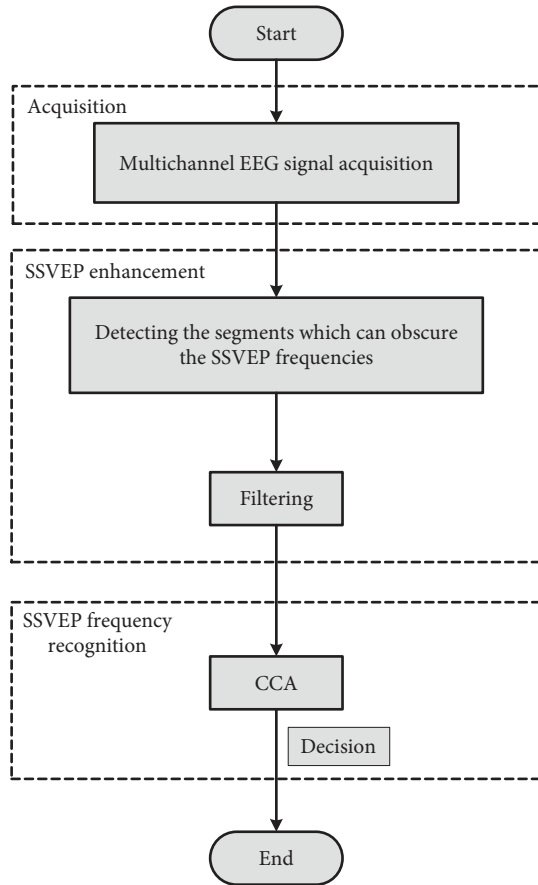 Start
Acquisition
Multichannel EEG signal acquisition
SSVEP enhancement
Detecting the segments which can obscure
the SSVEP frequencies
Filtering
SSVEP frequency
recognition
CCA
Decision
End